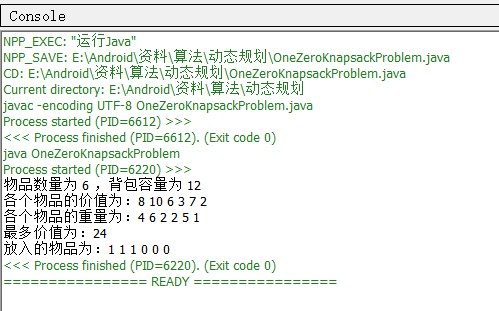 Console
NPP_EXEC: "运行Java"
NPP_SAVE: E:\Android\资料\算法\动态规划\OneZeroKnapsackProblem.java
CD: E:\Android\资料\算法\动态规划\OneZeroKnapsackProblem.java
Current directory: E:\Android\资料\算法\动态规划
javac -encoding UTF-8 OneZeroKnapsackProblem.java
Process started (PID=6612) >>>
<<< Process finished (PID=6612). (Exit code 0)
java OneZeroKnapsackProblem
Process started (PID=6220) >>>
物品数量为 6 ，背包容量为 12
各个物品的价值为：8 10 6 3 7 2
各个物品的重量为：4 6 2 2 5 1
最多价值为：24
放入的物品为：1 1 1 0 0 0
<<< Process finished (PID=6220). (Exit code 0)
================ READY ================